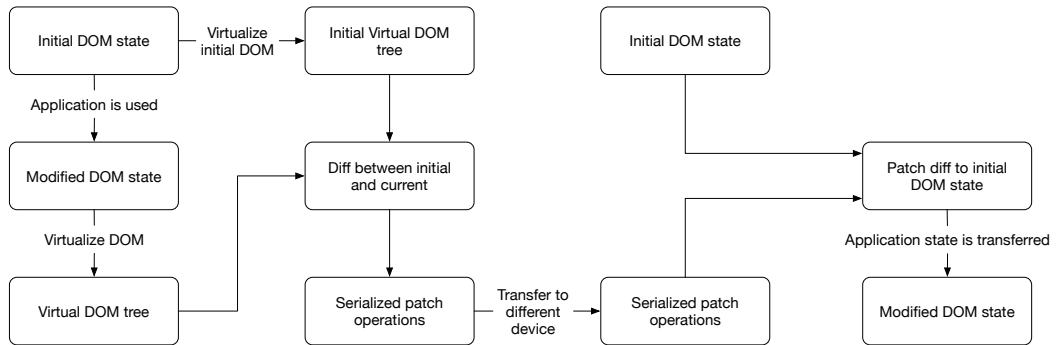 Initial DOM state
Virtualize
initial DOM
Initial Virtual DOM
tree
Initial DOM state
Application is used
Modified DOM state
Diff between initial
and current
Patch diff to initial
DOM state
Virtualize DOM
Application state is transferred
Virtual DOM tree
Serialized patch
operations
Transfer to
different
device
Serialized patch
operations
Modified DOM state